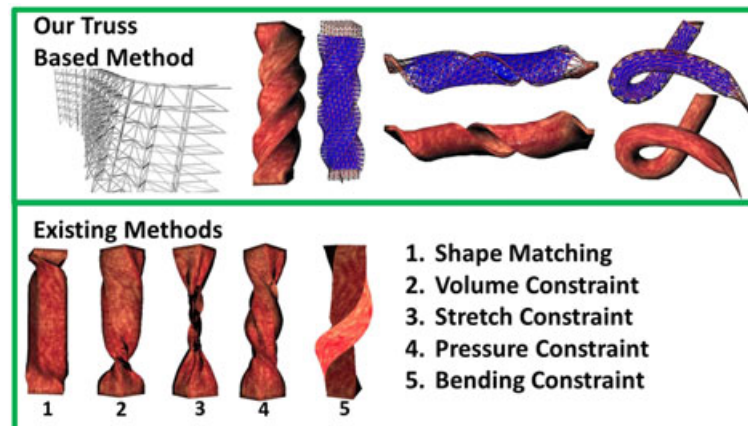 Our Truss
Based Method
Existing Methods
1. Shape Matching
2. Volume Constraint
3. Stretch Constraint
4. Pressure Constraint
5. Bending Constraint
1 2 3 4 5